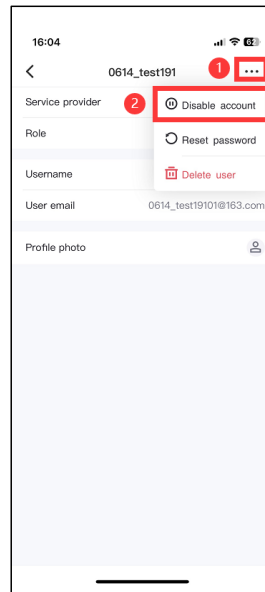 16:04
62
0614_test191
1
...
Service provider
2
Disable account
Role
Reset password
Username
Delete user
User email
0614_test19101@163.com
Profile photo